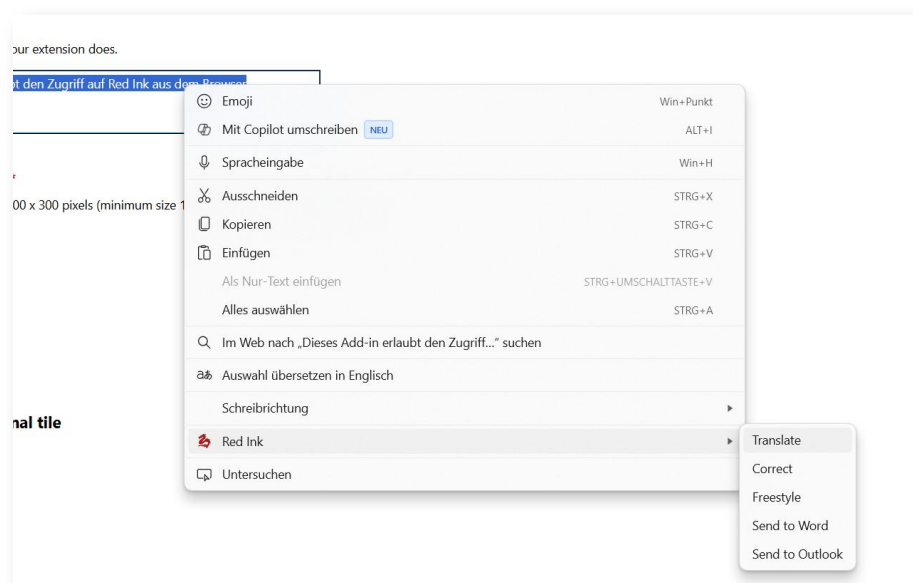 our extension does.
bt den Zugriff auf Red Ink aus dem Browser
Emoji Win+Punkt
Mit Copilot umschreiben NEU ALT+I
Spracheingabe Win+H
*
00 x 300 pixels (minimum size 1
Ausschneiden STRG+X
Kopieren STRG+C
Einfügen STRG+V
Als Nur-Text einfügen STRG+UMSCHALTTASTE+V
Alles auswählen STRG+A
Im Web nach „Dieses Add-in erlaubt den Zugriff...“ suchen
aあ Auswahl übersetzen in Englisch
Schreibrichtung
nal tile
Red Ink
Untersuchen
Translate
Correct
Freestyle
Send to Word
Send to Outlook